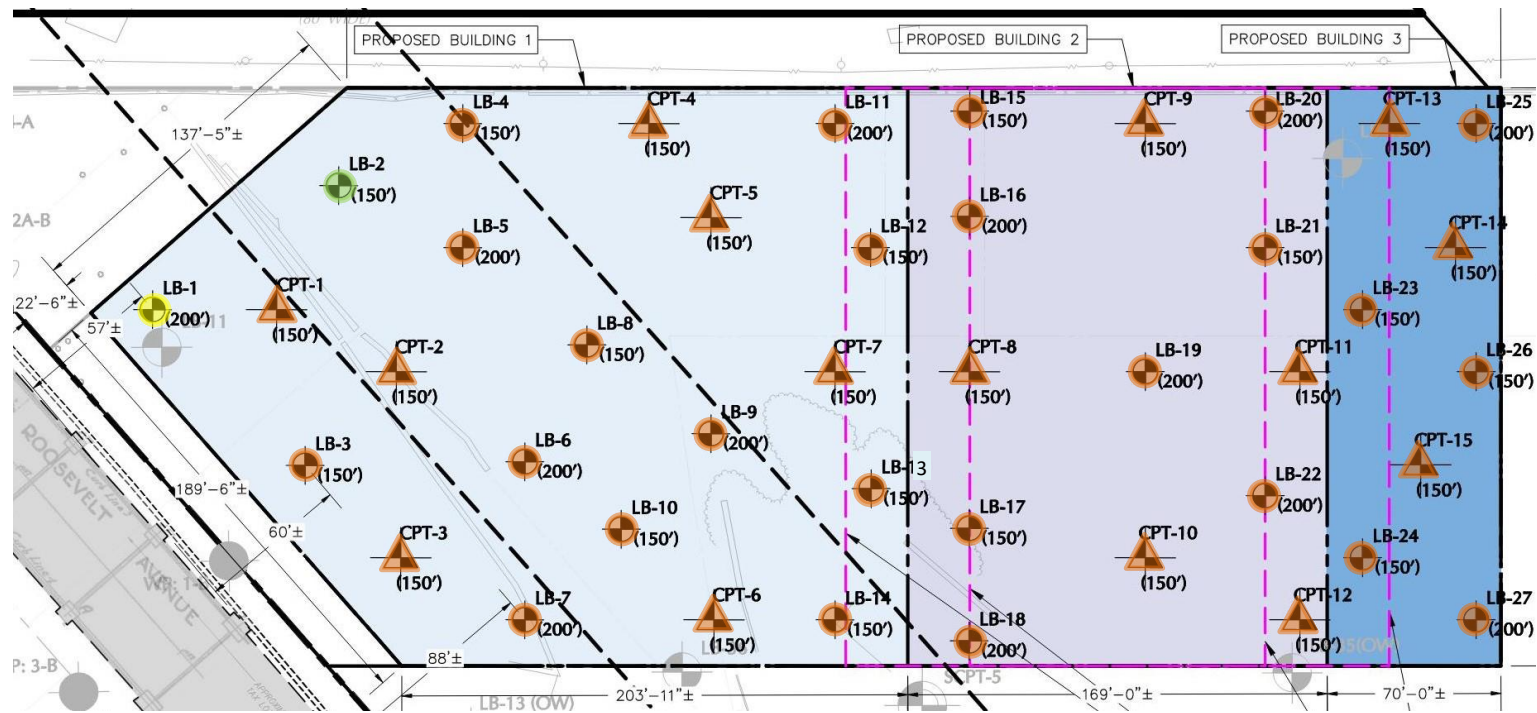 (80' WIDE)
PROPOSED BUILDING 1
PROPOSED BUILDING 2
PROPOSED BUILDING 3
LB-4
(150')
CPT-4
(150')
LB-11
(200')
LB-15
(150')
CPT-9
(150')
LB-20
(200')
CPT-13
(150')
LB-25
(200')
137'-5"±
LB-2
(150')
CPT-5
(150')
LB-16
(200')
2A-B
LB-5
(200')
LB-12
(150')
LB-21
(150')
CPT-14
(150')
22'-6"±
57'±
LB-1
(200')
CPT-1
(150')
LB-23
(150')
CPT-2
(150')
LB-8
(150')
CPT-7
(150')
CPT-8
(150')
LB-19
(200')
CPT-11
(150')
LB-26
(150')
LB-3
(150')
LB-6
(200')
LB-9
(200')
LB-13
(150')
CPT-15
(150')
ROOSEVELT
AVENUE
189'-6"±
60'±
LB-10
(150')
LB-17
(150')
LB-22
(200')
CPT-3
(150')
CPT-10
(150')
LB-24
(150')
LB-7
(200')
CPT-6
(150')
LB-14
(150')
LB-18
(200')
CPT-12
(150')
LB-27
(200')
P: 3-B
88'±
203'-11"±
169'-0"±
70'-0"±
LB-13 (OW)
SCPT-5